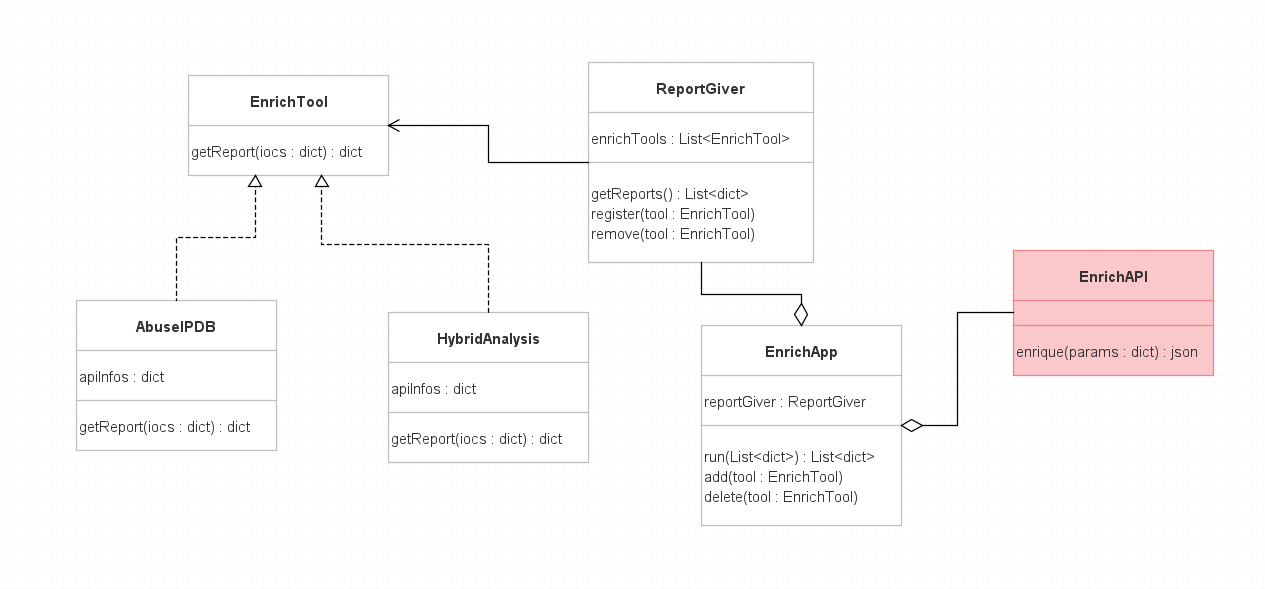 EnrichTool
getReport(iocs : dict) : dict
ReportGiver
enrichTools : List<EnrichTool>
getReports() : List<dict>
register(tool : EnrichTool)
remove(tool : EnrichTool)
AbuseIPDB
apiInfos : dict
getReport(iocs : dict) : dict
HybridAnalysis
apiInfos : dict
getReport(iocs : dict) : dict
EnrichApp
reportGiver : ReportGiver
run(List<dict>) : List<dict>
add(tool : EnrichTool)
delete(tool : EnrichTool)
EnrichAPI
enrique(params : dict) : json